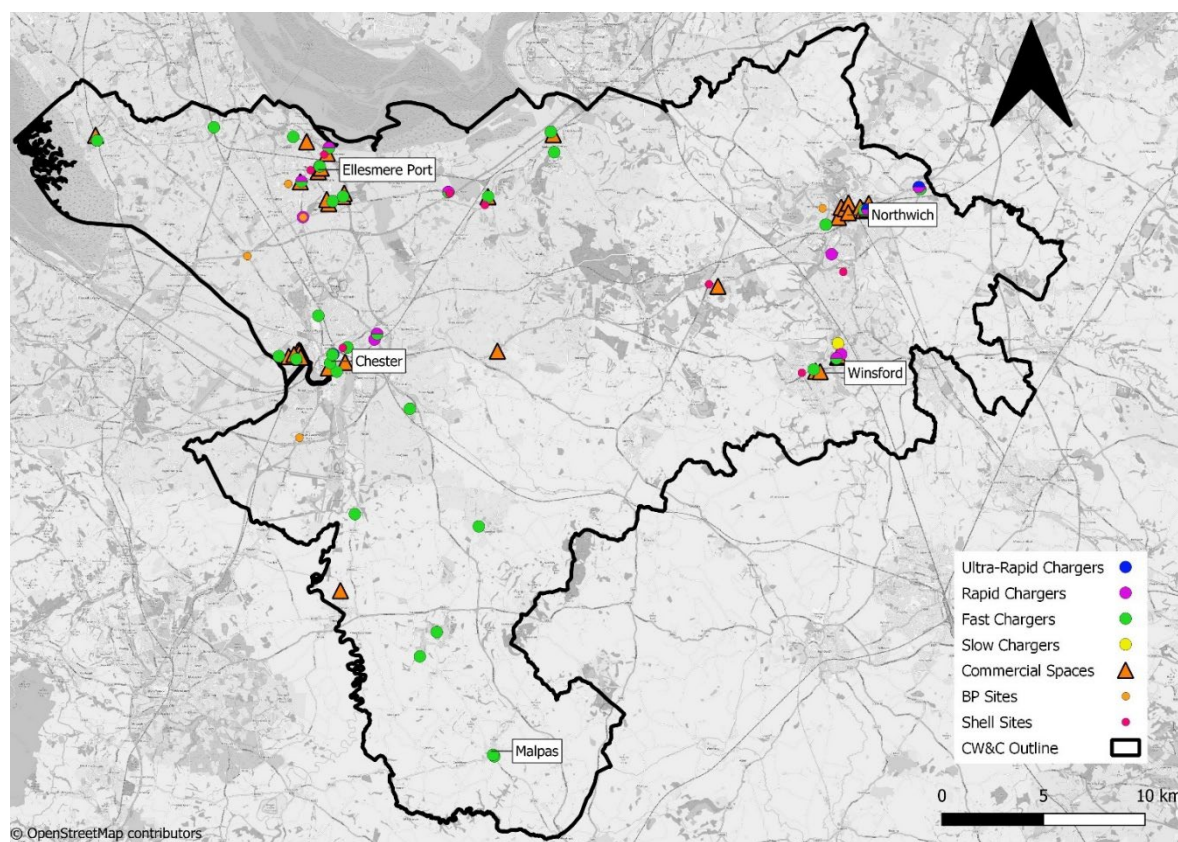 Ellesmere Port
Northwich
Chester
Winsford
Malpas
Ultra-Rapid Chargers
Rapid Chargers
Fast Chargers
Slow Chargers
Commercial Spaces
BP Sites
Shell Sites
CW&C Outline
0 5 10 km
© OpenStreetMap contributors